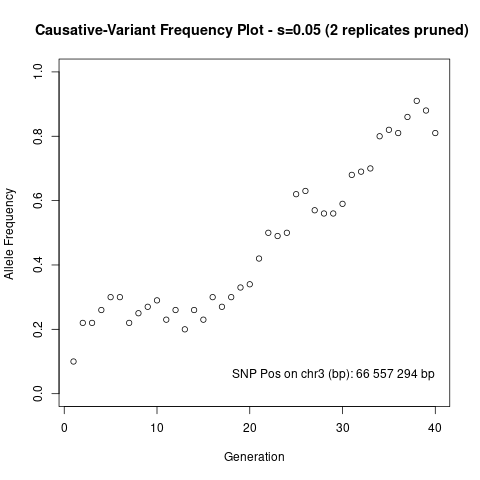 Causative-Variant Frequency Plot - s=0.05 (2 replicates pruned)
1.0
0.8
0.6
0.4
0.2
0.0
Allele Frequency
SNP Pos on chr3 (bp): 66 557 294 bp
0 10 20 30 40
Generation